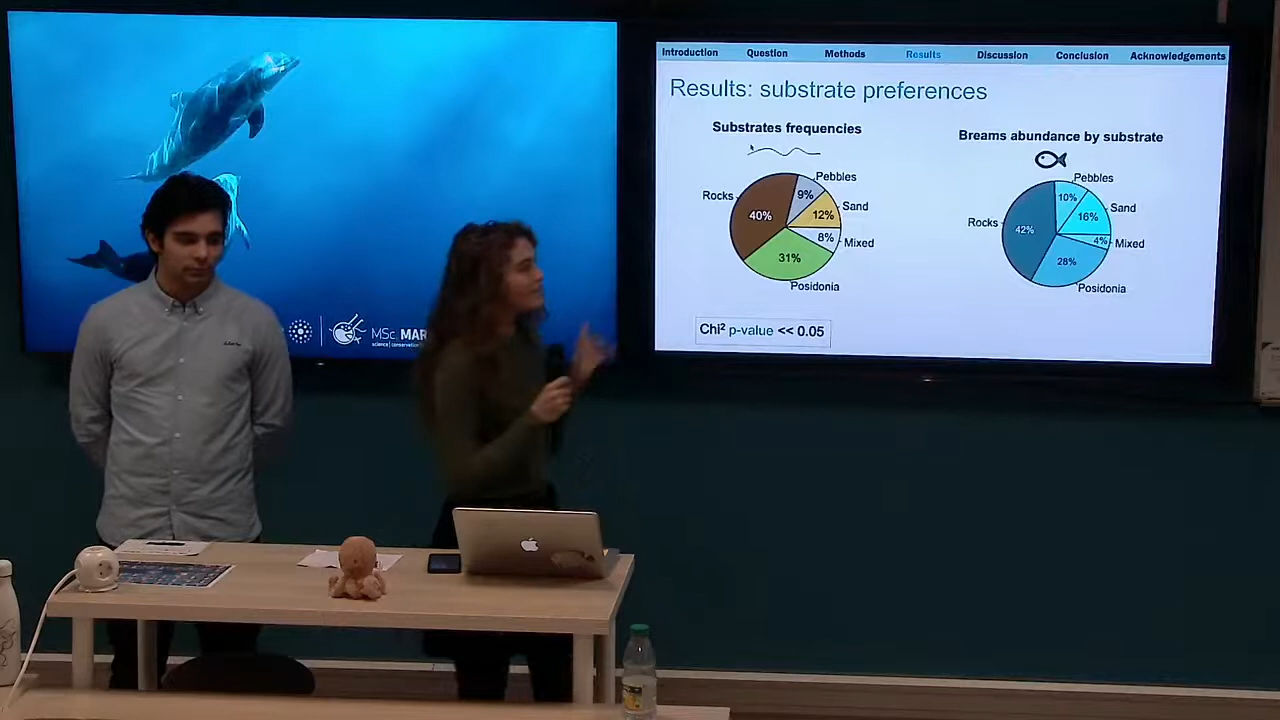 MSc MAR
science | conservation
Introduction Question Methods Results Discussion Conclusion Acknowledgements
Results: substrate preferences
Substrates frequencies
Pebbles
Rocks
9%
Sand
40%
12%
8%
Mixed
31%
Posidonia
Breams abundance by substrate
Pebbles
10%
Sand
Rocks
16%
42%
4%
Mixed
28%
Posidonia
Chi² p-value << 0.05